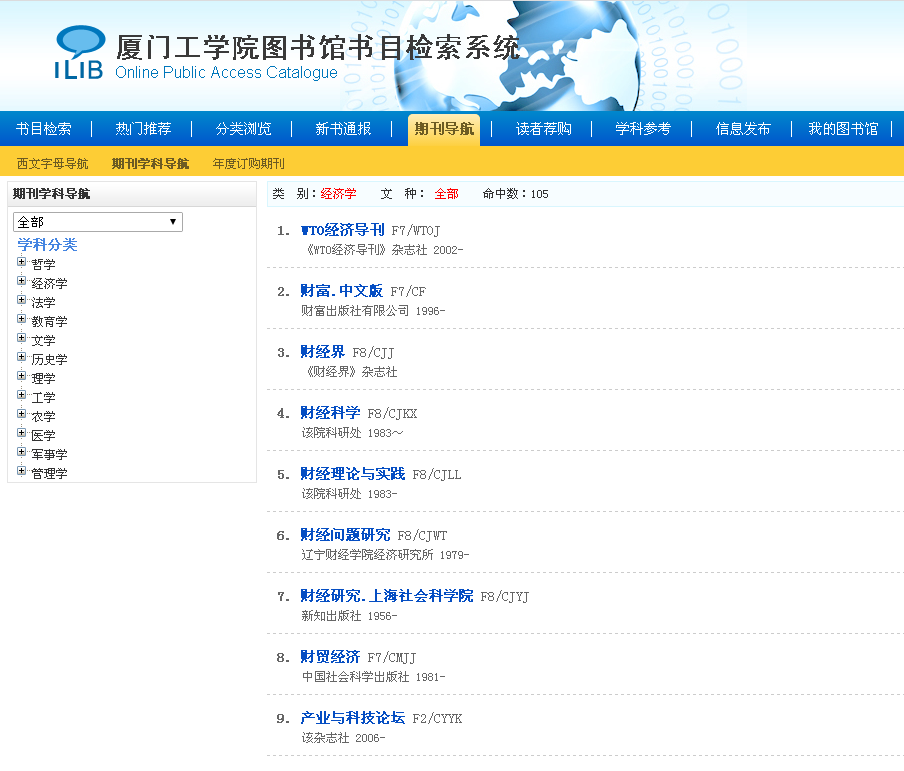 iLIB
厦门工学院图书馆书目检索系统
Online Public Access Catalogue
书目检索 热门推荐 分类浏览 新书通报 期刊导航 读者荐购 学科参考 信息发布 我的图书馆
西文字母导航 期刊学科导航 年度订购期刊
期刊学科导航
全部
学科分类
哲学
经济学
法学
教育学
文学
历史学
理学
工学
农学
医学
军事学
管理学
类 别：经济学 文 种： 全部 命中数：105
1. WTO经济导刊 F7/WTOJ
《WTO经济导刊》杂志社 2002-
2. 财富.中文版 F7/CF
财富出版社有限公司 1996-
3. 财经界 F8/CJJ
《财经界》杂志社
4. 财经科学 F8/CJKX
该院科研处 1983～
5. 财经理论与实践 F8/CJLL
该院科研处 1983-
6. 财经问题研究 F8/CJWT
辽宁财经学院经济研究所 1979-
7. 财经研究.上海社会科学院 F8/CJYJ
新知出版社 1956-
8. 财贸经济 F7/CMJJ
中国社会科学出版社 1981-
9. 产业与科技论坛 F2/CYYK
该杂志社 2006-